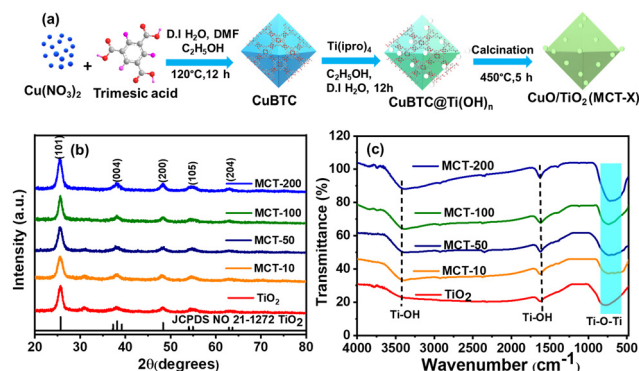 (a)
D.I H₂O, DMF
C₂H₅OH
120°C,12 h
Ti(ipro)₄
C₂H₅OH,
D.I H₂O, 12h
Calcination
450°C,5 h
Cu(NO₃)₂
+
Trimesic acid
CuBTC
CuBTC@Ti(OH)n
CuO/TiO₂(MCT-X)
(b)
(101)
(004)
(200)
(105)
(204)
MCT-200
MCT-100
MCT-50
MCT-10
TiO₂
JCPDS NO 21-1272 TiO₂
Intensity (a.u.)
20 30 40 50 60 70 80
2θ(degrees)
(c)
120
100
80
60
40
20
0
Transmittance (%)
MCT-200
MCT-100
MCT-50
MCT-10
TiO₂
Ti-OH
Ti-OH
Ti-O-Ti
4000 3500 3000 2500 2000 1500 1000 500
Wavenumber (cm⁻¹)